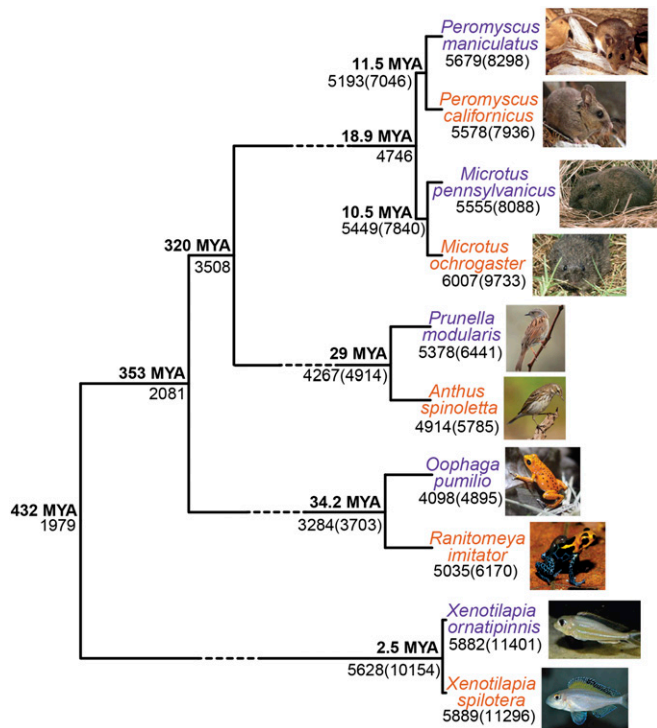 Peromyscus
maniculatus
5679(8298)
11.5 MYA
5193(7046)
Peromyscus
californicus
5578(7936)
18.9 MYA
4746
Microtus
pennsylvanicus
5555(8088)
10.5 MYA
5449(7840)
Microtus
ochrogaster
6007(9733)
320 MYA
3508
Prunella
modularis
5378(6441)
29 MYA
4267(4914)
Anthus
spinoletta
4914(5785)
353 MYA
2081
Oophaga
pumilio
4098(4895)
34.2 MYA
3284(3703)
Ranitomeya
imitator
5035(6170)
432 MYA
1979
Xenotilapia
ornatipinnis
5882(11401)
2.5 MYA
5628(10154)
Xenotilapia
spilotera
5889(11296)